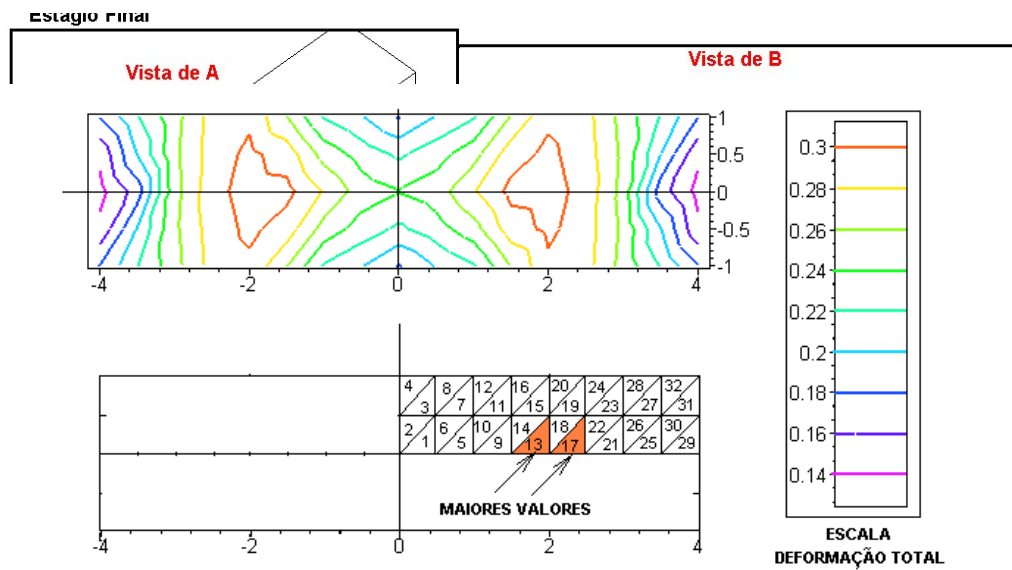 Estágio Final
Vista de A
Vista de B
1
0.5
0
-0.5
-1
-4
-2
0
2
4
0.3
0.28
0.26
0.24
0.22
0.2
0.18
0.16
0.14
4 8 12 16 20 24 28 32
3 7 11 15 19 23 27 31
2 6 10 14 18 22 26 30
1 5 9 13 17 21 25 29
MAIORES VALORES
-4
-2
0
2
4
ESCALA
DEFORMAÇÃO TOTAL